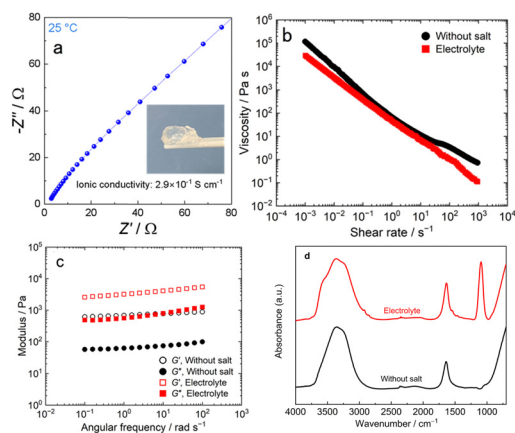 25 °C
a
-Z″ / Ω
80
60
40
20
0
0 20 40 60 80
Z′ / Ω
Ionic conductivity: 2.9×10⁻¹ S cm⁻¹
b
Without salt
Electrolyte
Viscosity / Pa s
10⁶
10⁵
10⁴
10³
10²
10¹
10⁰
10⁻¹
10⁻²
10⁻⁴ 10⁻³ 10⁻² 10⁻¹ 10⁰ 10¹ 10² 10³ 10⁴
Shear rate / s⁻¹
c
Modulus / Pa
10⁵
10⁴
10³
10²
10¹
10⁰
G′, Without salt
G″, Without salt
G′, Electrolyte
G″, Electrolyte
10⁻² 10⁻¹ 10⁰ 10¹ 10² 10³
Angular frequency / rad s⁻¹
d
Absorbance (a.u.)
Electrolyte
Without salt
4000 3500 3000 2500 2000 1500 1000
Wavenumber / cm⁻¹